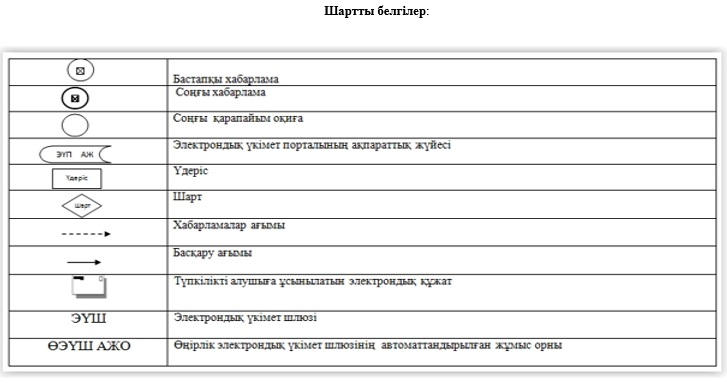 Шартты белгілер:
Бастапқы хабарлама
Соңғы хабарлама
Соңғы қарапайым оқиға
ЭҮП АЖ
Электрондық үкімет порталының ақпараттық жүйесі
Үдеріс
Үдеріс
Шарт
Шарт
Хабарламалар ағымы
Басқару ағымы
Түпкілікті алушыға ұсынылатын электрондық құжат
ЭҮШ
Электрондық үкімет шлюзі
ӨЭҮШ АЖО
Өңірлік электрондық үкімет шлюзінің автоматтандырылған жұмыс орны